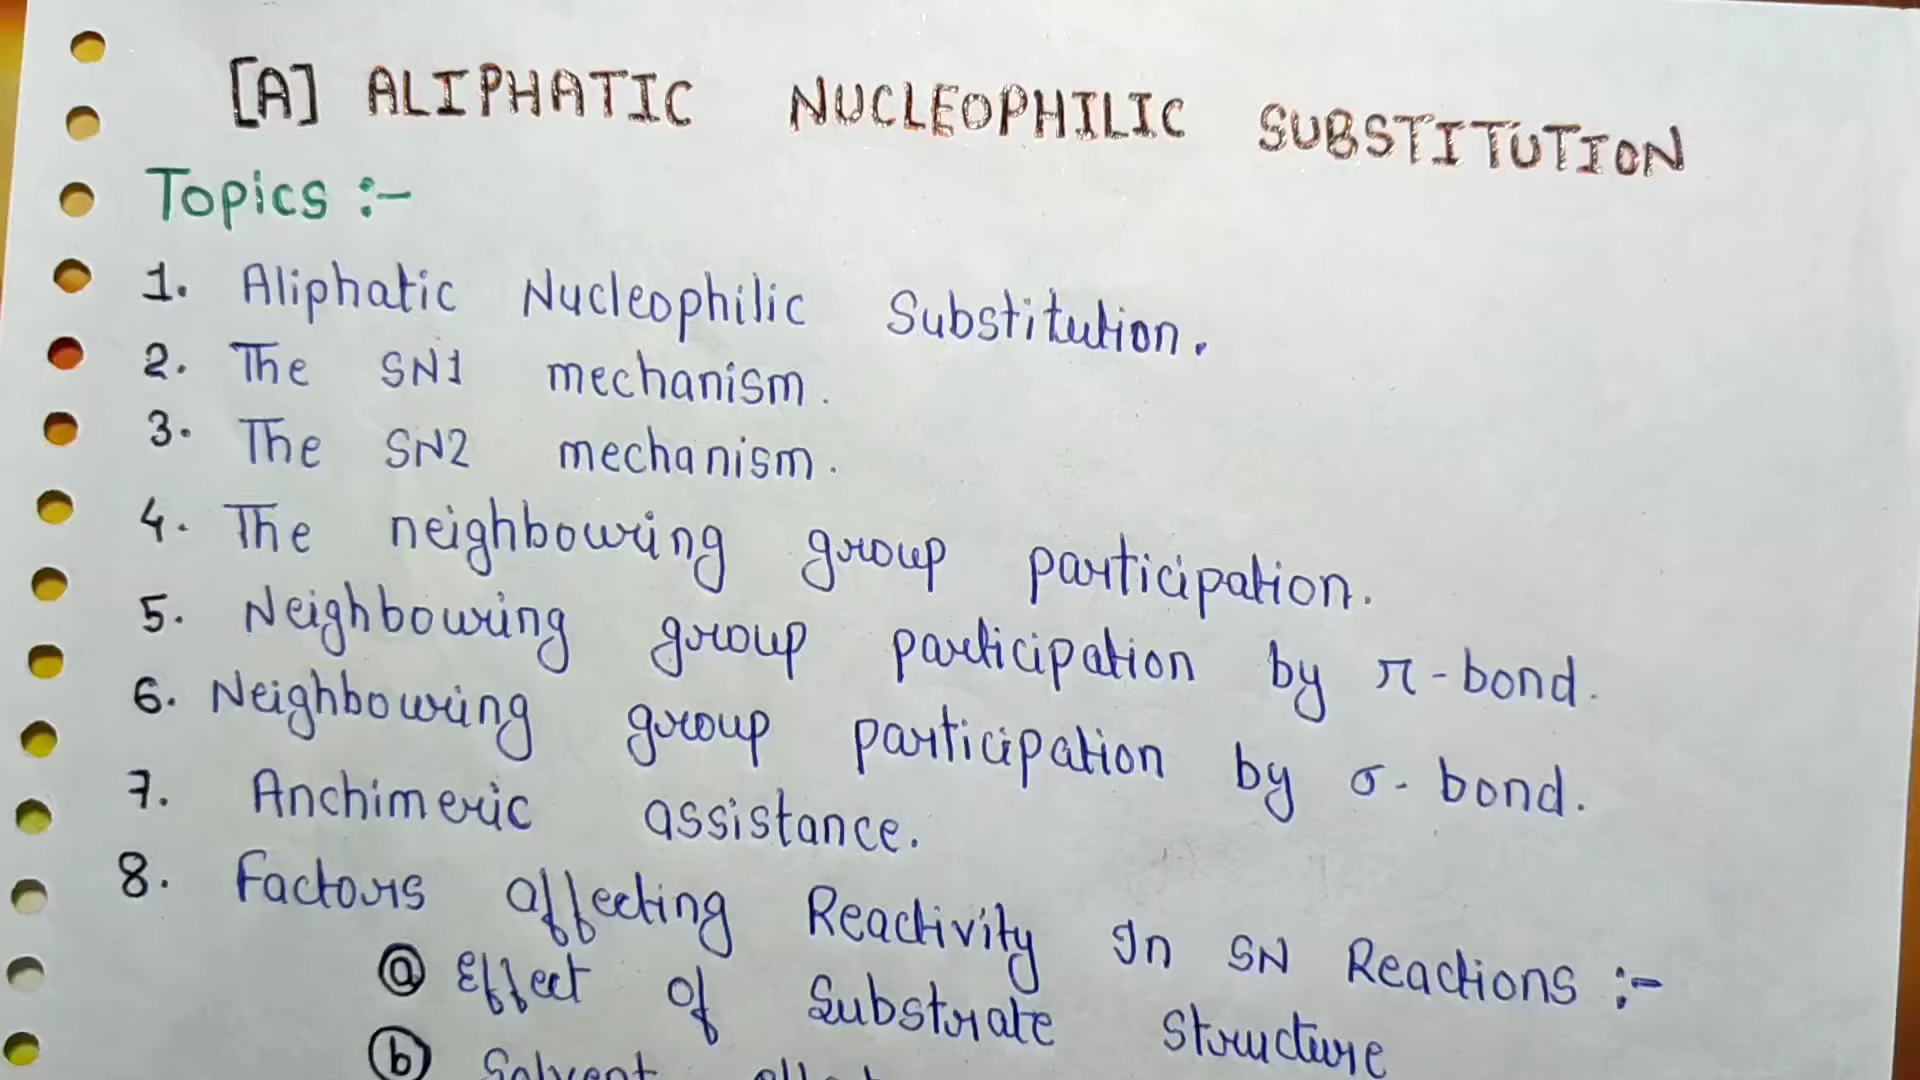 [A] ALIPHATIC NUCLEOPHILIC SUBSTITUTION
Topics :-
1. Aliphatic Nucleophilic Substitution.
2. The SN1 mechanism.
3. The SN2 mechanism.
4. The neighbouring group participation.
5. Neighbouring group participation by π-bond.
6. Neighbouring group participation by σ-bond.
7. Anchimeric assistance.
8. Factors affecting Reactivity In SN Reactions :-
ⓐ Effect of Substrate Structure
ⓑ Solvent effect